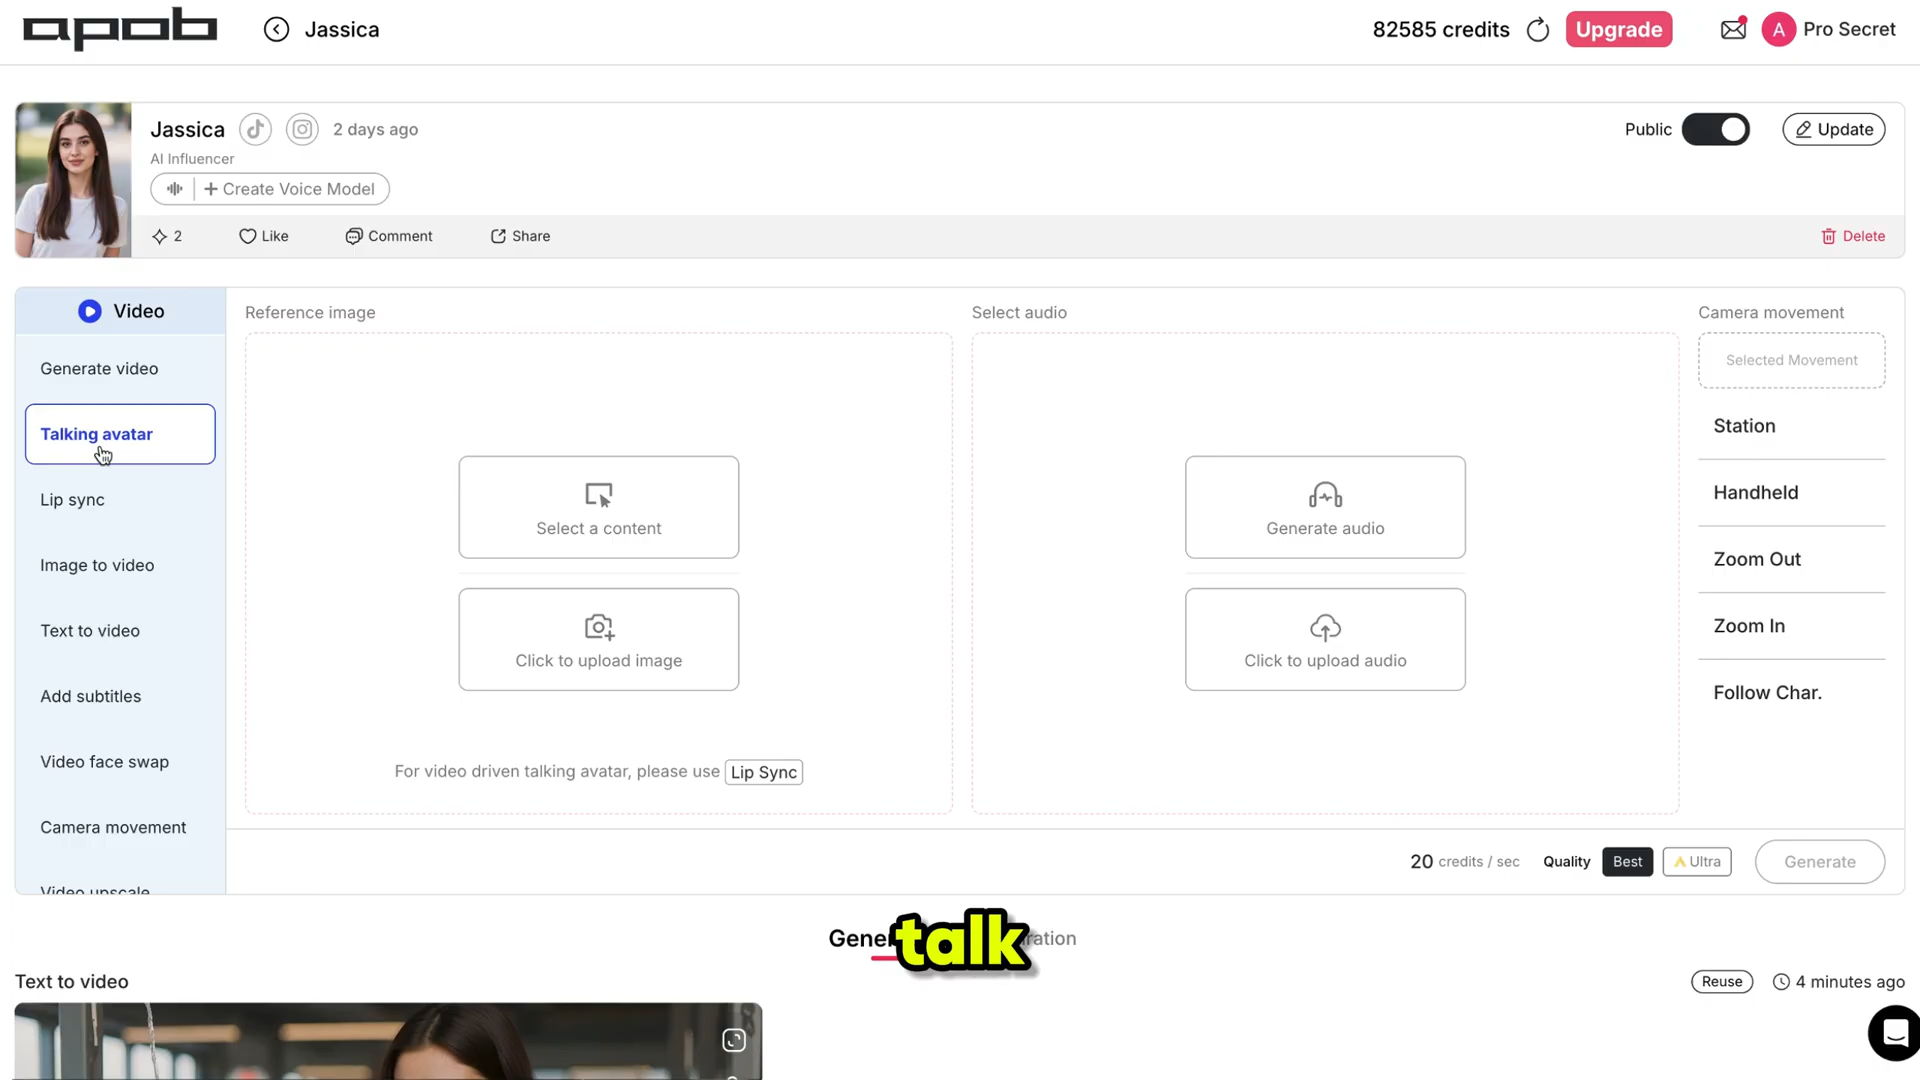 apob
Jassica
82585 credits
Upgrade
A
Pro Secret
Jassica
2 days ago
Public
Update
AI Influencer
+ Create Voice Model
2
Like
Comment
Share
Delete
Video
Generate video
Talking avatar
Lip sync
Image to video
Text to video
Add subtitles
Video face swap
Camera movement
Video upscale
Reference image
Select a content
Click to upload image
For video driven talking avatar, please use Lip Sync
Select audio
Generate audio
Click to upload audio
Camera movement
Selected Movement
Station
Handheld
Zoom Out
Zoom In
Follow Char.
20 credits / sec
Quality
Best
Ultra
Generate
talk
Text to video
Reuse
4 minutes ago